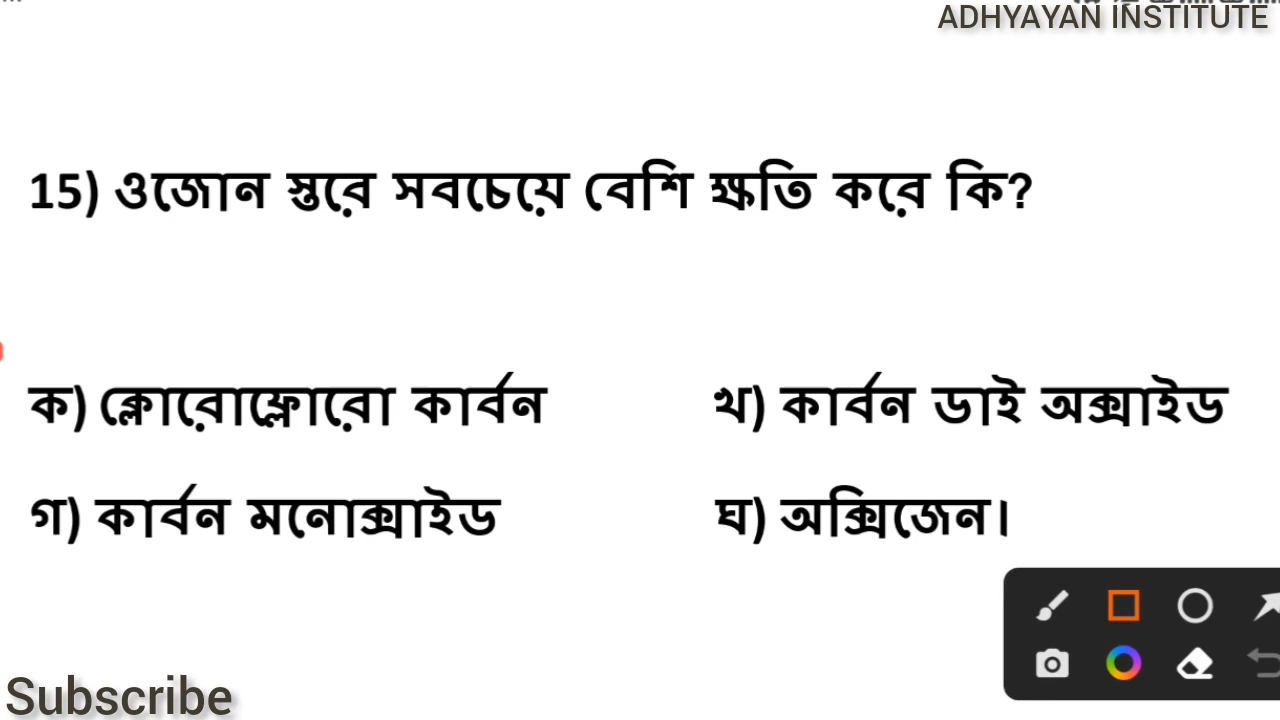 ADHYAYAN INSTITUTE
15) ওজোন স্তরে সবচেয়ে বেশি ক্ষতি করে কি?
ক) ক্লোরোফ্লোরো কার্বন
খ) কার্বন ডাই অক্সাইড
গ) কার্বন মনোক্সাইড
ঘ) অক্সিজেন।
Subscribe